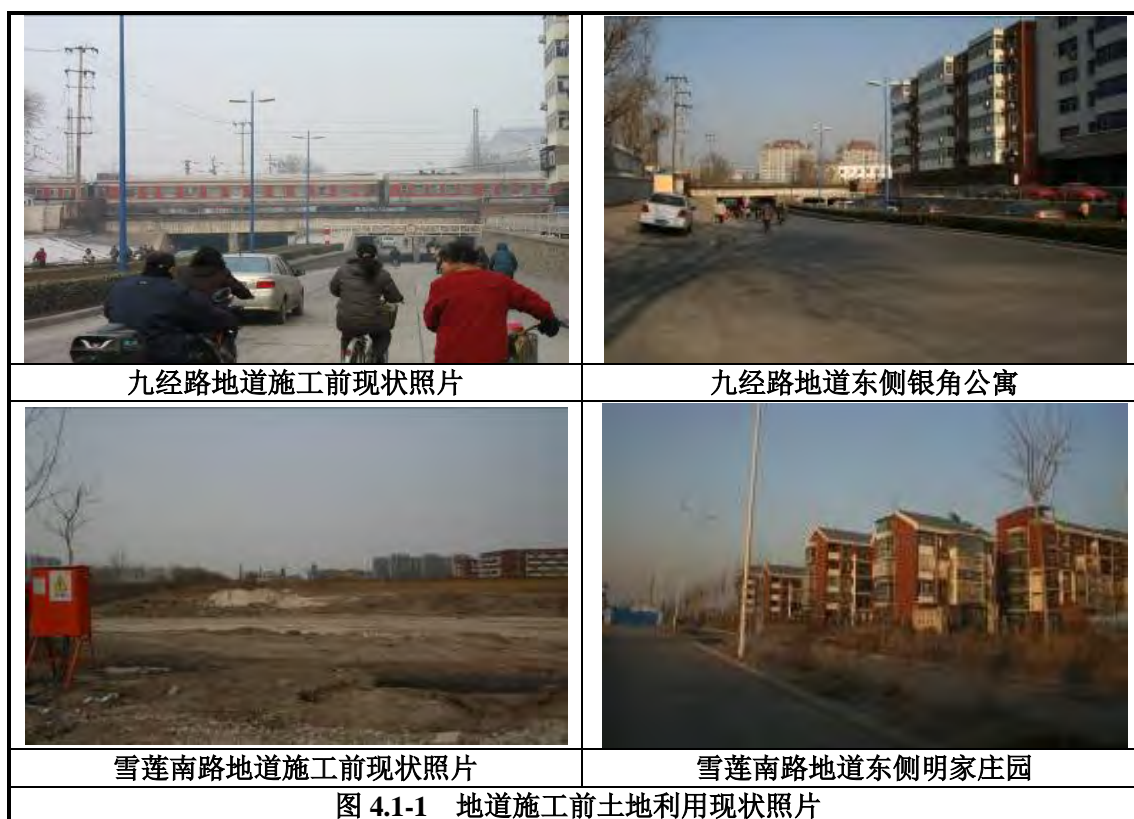 九经路地道施工前现状照片
九经路地道东侧银角公寓
雪莲南路地道施工前现状照片
雪莲南路地道东侧明家庄园
图 4.1-1 地道施工前土地利用现状照片